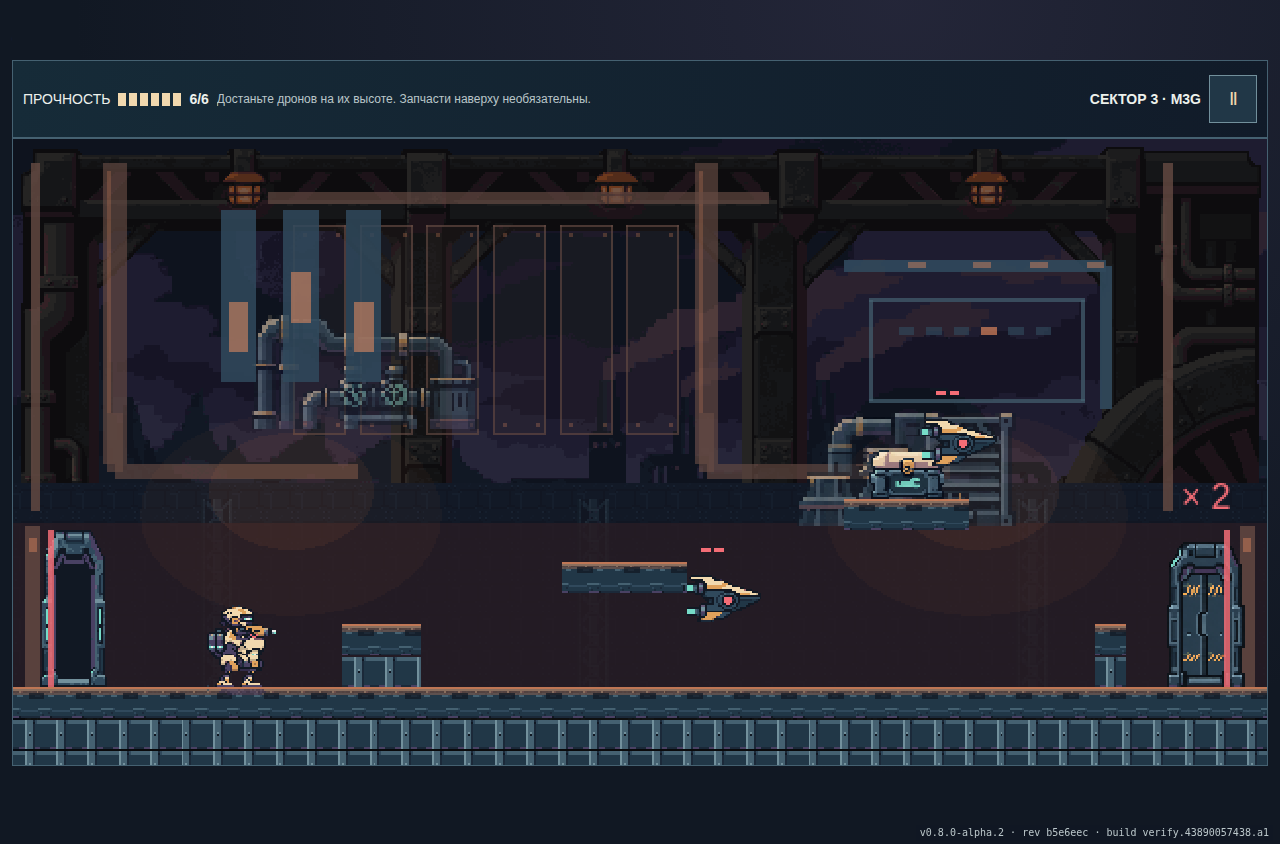 ПРОЧНОСТЬ 6/6 Достаньте дронов на их высоте. Запчасти наверху необязательны. СЕКТОР 3 · M3G
× 2
v0.8.0-alpha.2 · rev b5e6eec · build verify.43890057438.a1